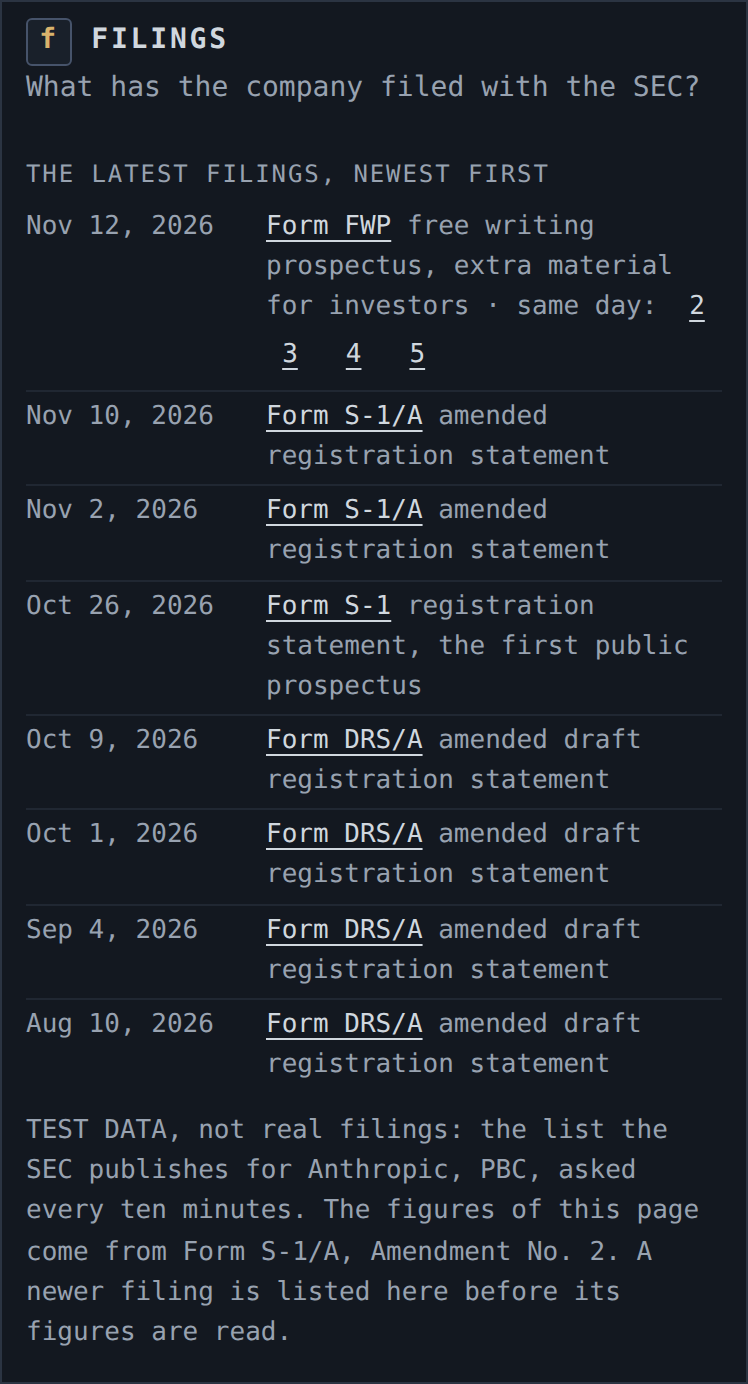 f FILINGS
What has the company filed with the SEC?
THE LATEST FILINGS, NEWEST FIRST
Nov 12, 2026 Form FWP free writing
prospectus, extra material
for investors · same day: 2
3 4 5
Nov 10, 2026 Form S-1/A amended
registration statement
Nov 2, 2026 Form S-1/A amended
registration statement
Oct 26, 2026 Form S-1 registration
statement, the first public
prospectus
Oct 9, 2026 Form DRS/A amended draft
registration statement
Oct 1, 2026 Form DRS/A amended draft
registration statement
Sep 4, 2026 Form DRS/A amended draft
registration statement
Aug 10, 2026 Form DRS/A amended draft
registration statement
TEST DATA, not real filings: the list the
SEC publishes for Anthropic, PBC, asked
every ten minutes. The figures of this page
come from Form S-1/A, Amendment No. 2. A
newer filing is listed here before its
figures are read.